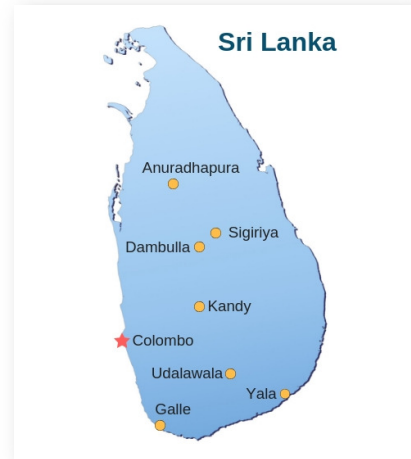 Sri Lanka
Anuradhapura
Sigiriya
Dambulla
Kandy
Colombo
Udalawala
Yala
Galle